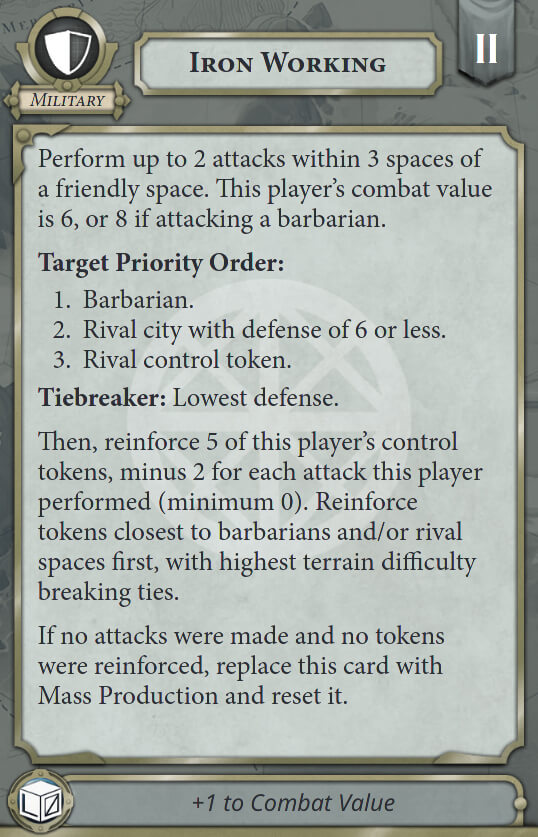 IRON WORKING
II
MILITARY
Perform up to 2 attacks within 3 spaces of
a friendly space. This player's combat value
is 6, or 8 if attacking a barbarian.
Target Priority Order:
1. Barbarian.
2. Rival city with defense of 6 or less.
3. Rival control token.
Tiebreaker: Lowest defense.
Then, reinforce 5 of this player's control
tokens, minus 2 for each attack this player
performed (minimum 0). Reinforce
tokens closest to barbarians and/or rival
spaces first, with highest terrain difficulty
breaking ties.
If no attacks were made and no tokens
were reinforced, replace this card with
Mass Production and reset it.
+1 to Combat Value